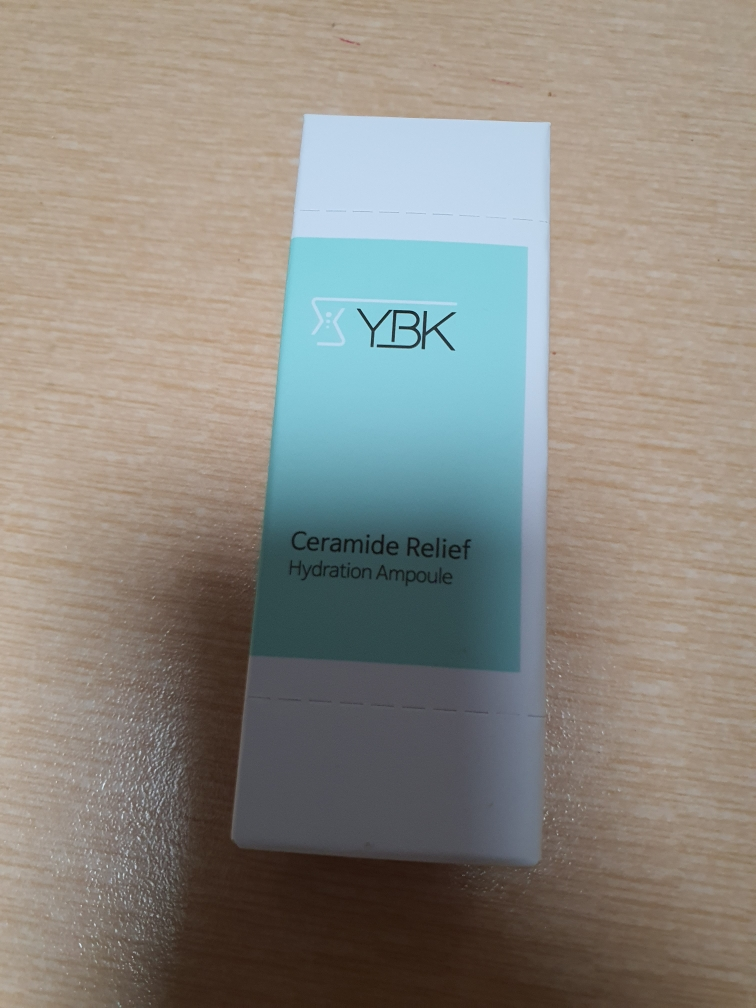 YBK
Ceramide Relief
Hydration Ampoule